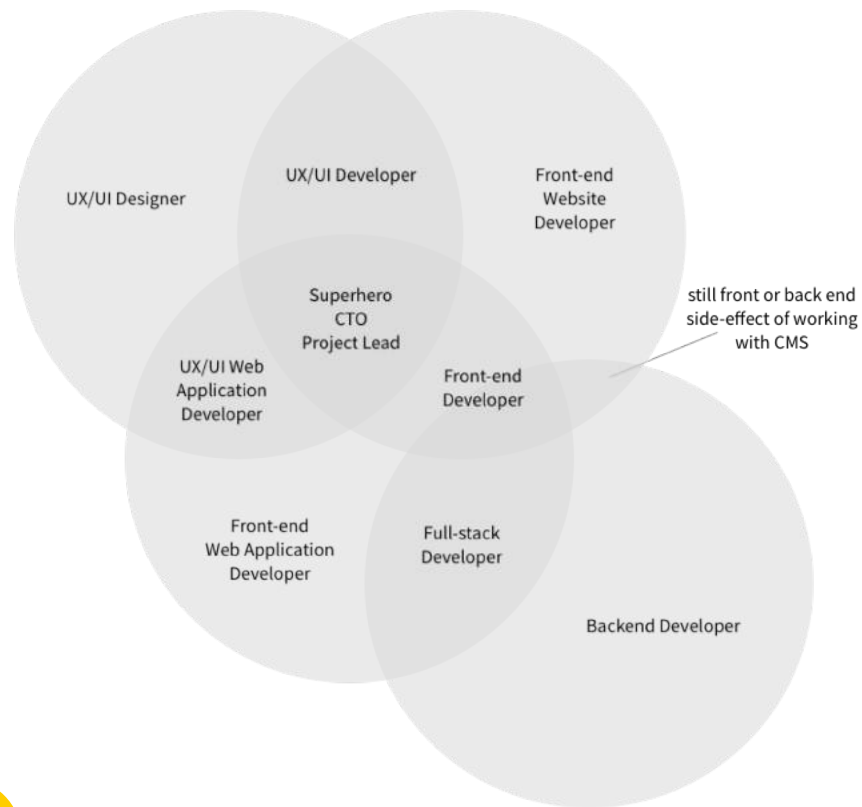 UX/UI Designer
UX/UI Developer
Front-end
Website
Developer
Superhero
CTO
Project Lead
still front or back end
side-effect of working
with CMS
UX/UI Web
Application
Developer
Front-end
Developer
Front-end
Web Application
Developer
Full-stack
Developer
Backend Developer